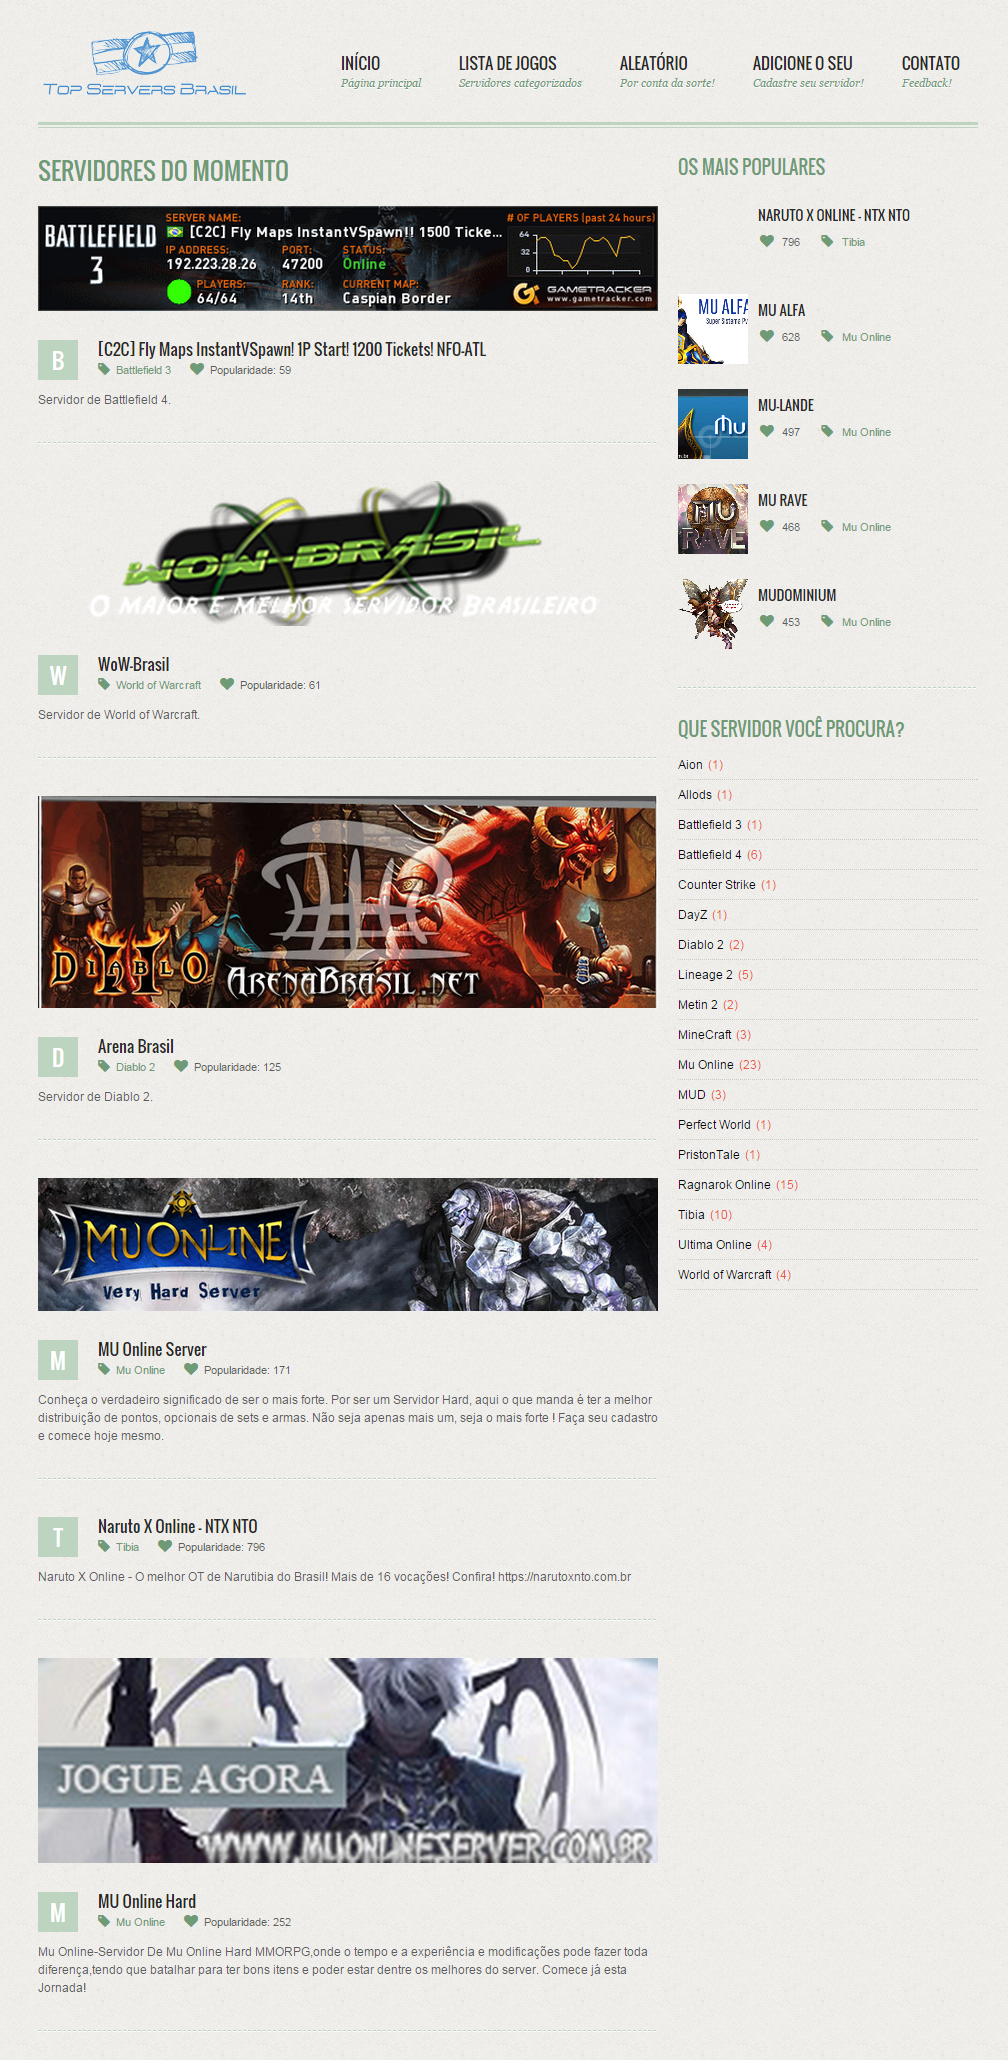 TOP SERVERS BRASIL
INÍCIO
Página principal
LISTA DE JOGOS
Servidores categorizados
ALEATÓRIO
Por conta da sorte!
ADICIONE O SEU
Cadastre seu servidor!
CONTATO
Feedback!
SERVIDORES DO MOMENTO
BATTLEFIELD
3
SERVER NAME:
[C2C] Fly Maps InstantVSpawn!! 1500 Ticke...
IP ADDRESS: PORT: STATUS:
192.223.28.26 47200 Online
PLAYERS: RANK: CURRENT MAP:
64/64 14th Caspian Border
# OF PLAYERS (past 24 hours)
64
32
0
GAMETRACKER
www.gametracker.com
B
[C2C] Fly Maps InstantVSpawn! 1P Start! 1200 Tickets! NFO-ATL
Battlefield 3 Popularidade: 59
Servidor de Battlefield 4.
WOW-BRASIL
O MAIOR E MELHOR SERVIDOR BRASILEIRO
W
WoW-Brasil
World of Warcraft Popularidade: 61
Servidor de World of Warcraft.
DIABLO II
ARENABRASIL.NET
D
Arena Brasil
Diablo 2 Popularidade: 125
Servidor de Diablo 2.
MU ONLINE
Very Hard Server
M
MU Online Server
Mu Online Popularidade: 171
Conheça o verdadeiro significado de ser o mais forte. Por ser um Servidor Hard, aqui o que manda é ter a melhor
distribuição de pontos, opcionais de sets e armas. Não seja apenas mais um, seja o mais forte ! Faça seu cadastro
e comece hoje mesmo.
T
Naruto X Online - NTX NTO
Tibia Popularidade: 796
Naruto X Online - O melhor OT de Narutibia do Brasil! Mais de 16 vocações! Confira! https://narutoxnto.com.br
JOGUE AGORA
WWW.MUONLINESERVER.COM.BR
M
MU Online Hard
Mu Online Popularidade: 252
Mu Online-Servidor De Mu Online Hard MMORPG,onde o tempo e a experiência e modificações pode fazer toda
diferença,tendo que batalhar para ter bons itens e poder estar dentre os melhores do server. Comece já esta
Jornada!
OS MAIS POPULARES
NARUTO X ONLINE - NTX NTO
796 Tibia
MU ALFA
Super Sistema Pv
MU ALFA
628 Mu Online
MU
MU-LANDE
497 Mu Online
MU
RAVE
MU RAVE
468 Mu Online
MUDOMINIUM
453 Mu Online
QUE SERVIDOR VOCÊ PROCURA?
Aion (1)
Allods (1)
Battlefield 3 (1)
Battlefield 4 (6)
Counter Strike (1)
DayZ (1)
Diablo 2 (2)
Lineage 2 (5)
Metin 2 (2)
MineCraft (3)
Mu Online (23)
MUD (3)
Perfect World (1)
PristonTale (1)
Ragnarok Online (15)
Tibia (10)
Ultima Online (4)
World of Warcraft (4)